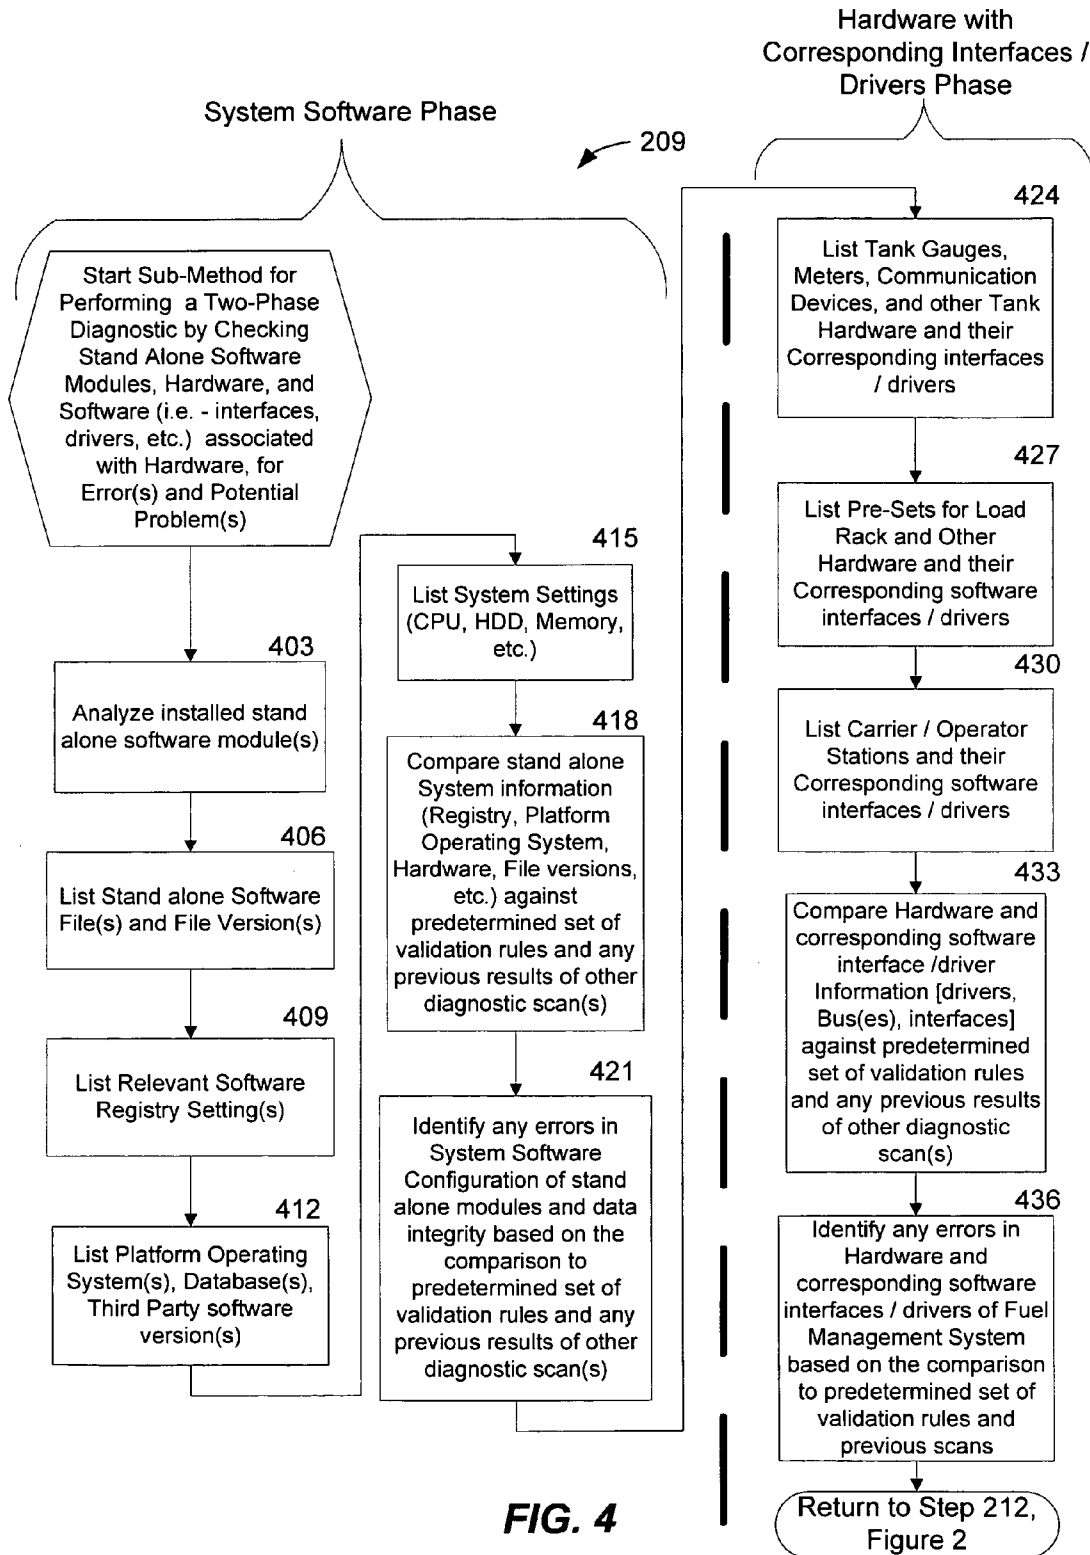 System Software Phase
209
Start Sub-Method for
Performing a Two-Phase
Diagnostic by Checking
Stand Alone Software
Modules, Hardware, and
Software (i.e. - interfaces,
drivers, etc.) associated
with Hardware, for
Error(s) and Potential
Problem(s)
403
Analyze installed stand
alone software module(s)
406
List Stand alone Software
File(s) and File Version(s)
409
List Relevant Software
Registry Setting(s)
412
List Platform Operating
System(s), Database(s),
Third Party software
version(s)
415
List System Settings
(CPU, HDD, Memory,
etc.)
418
Compare stand alone
System information
(Registry, Platform
Operating System,
Hardware, File versions,
etc.) against
predetermined set of
validation rules and any
previous results of other
diagnostic scan(s)
421
Identify any errors in
System Software
Configuration of stand
alone modules and data
integrity based on the
comparison to
predetermined set of
validation rules and any
previous results of other
diagnostic scan(s)
Hardware with
Corresponding Interfaces /
Drivers Phase
424
List Tank Gauges,
Meters, Communication
Devices, and other Tank
Hardware and their
Corresponding interfaces
/ drivers
427
List Pre-Sets for Load
Rack and Other
Hardware and their
Corresponding software
interfaces / drivers
430
List Carrier / Operator
Stations and their
Corresponding software
interfaces / drivers
433
Compare Hardware and
corresponding software
interface /driver
Information [drivers,
Bus(es), interfaces]
against predetermined
set of validation rules
and any previous results
of other diagnostic
scan(s)
436
Identify any errors in
Hardware and
corresponding software
interfaces / drivers of Fuel
Management System
based on the comparison
to predetermined set of
validation rules and
previous scans
Return to Step 212,
Figure 2
FIG. 4